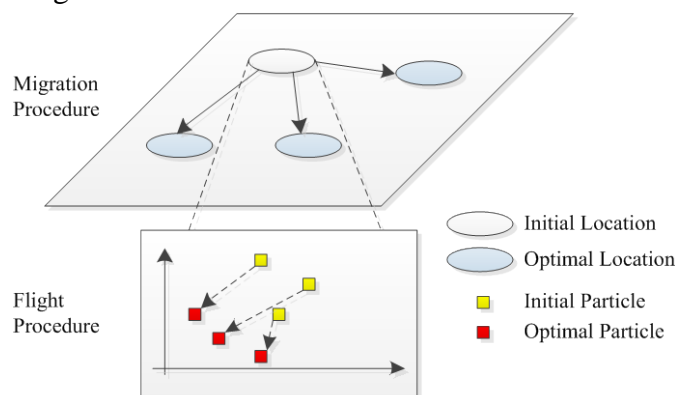 Migration
Procedure
Initial Location
Optimal Location
Flight
Procedure
Initial Particle
Optimal Particle